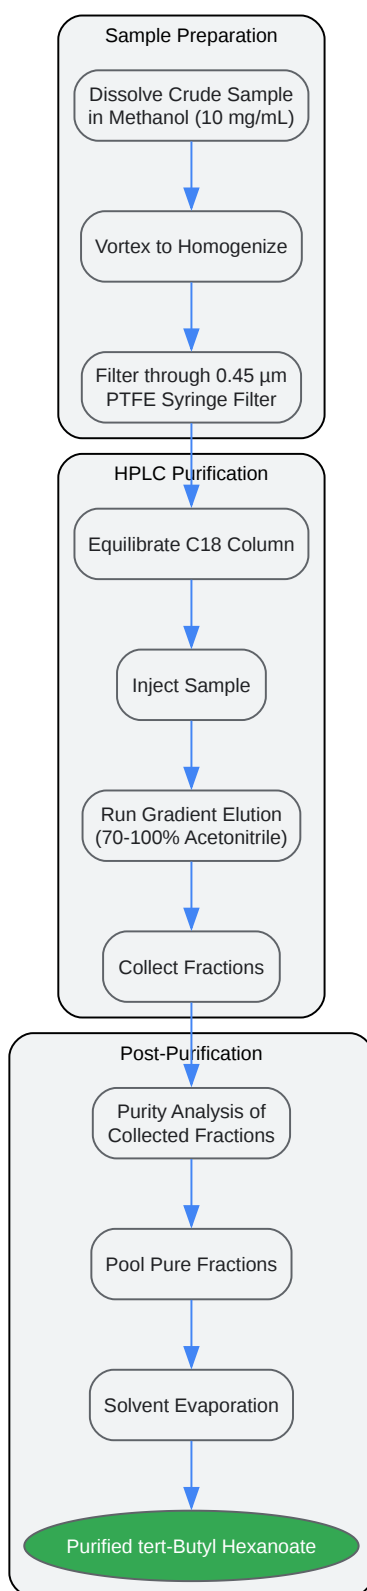 Sample Preparation
Dissolve Crude Sample
in Methanol (10 mg/mL)
Vortex to Homogenize
Filter through 0.45 µm
PTFE Syringe Filter
HPLC Purification
Equilibrate C18 Column
Inject Sample
Run Gradient Elution
(70-100% Acetonitrile)
Collect Fractions
Post-Purification
Purity Analysis of
Collected Fractions
Pool Pure Fractions
Solvent Evaporation
Purified tert-Butyl Hexanoate